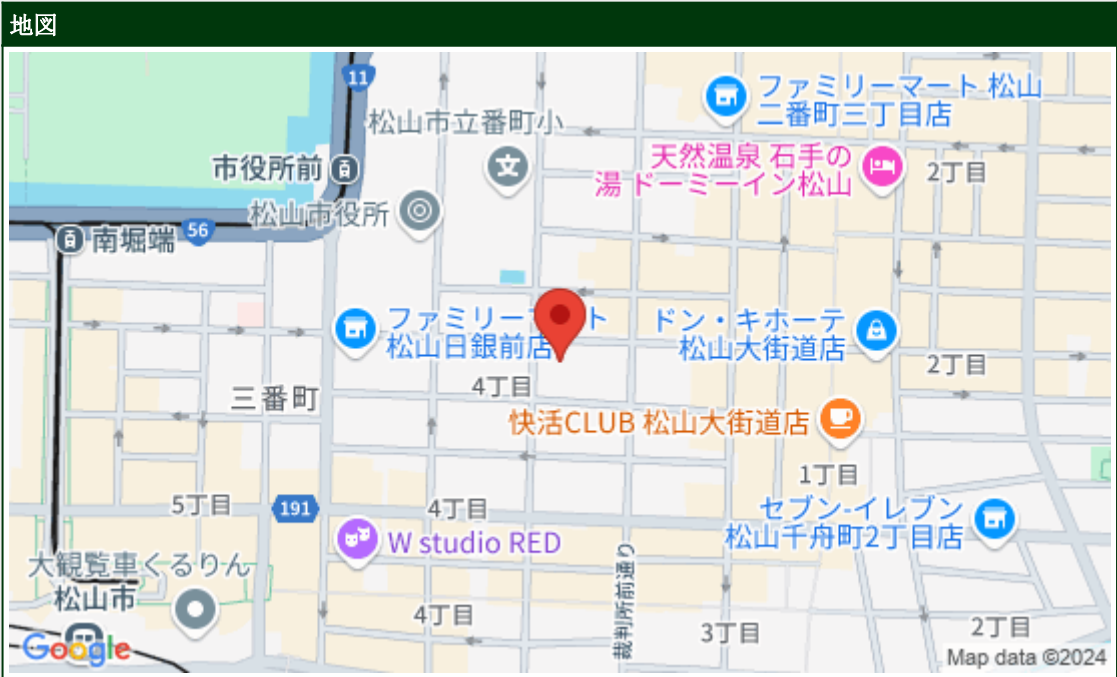 地図
11
ファミリーマート 松山
二番町三丁目店
松山市立番町小
市役所前
天然温泉 石手の
湯 ドーミーイン松山
2丁目
松山市役所
56
南堀端
ファミリー
ト
松山日銀前店
ドン・キホーテ
松山大街道店
2丁目
4丁目
三番町
快活CLUB 松山大街道店
1丁目
5丁目
191
4丁目
セブン-イレブン
松山千舟町2丁目店
W studio RED
大観覧車くるりん
松山市
裁判所前通り
4丁目
3丁目
2丁目
Google
Map data ©2024